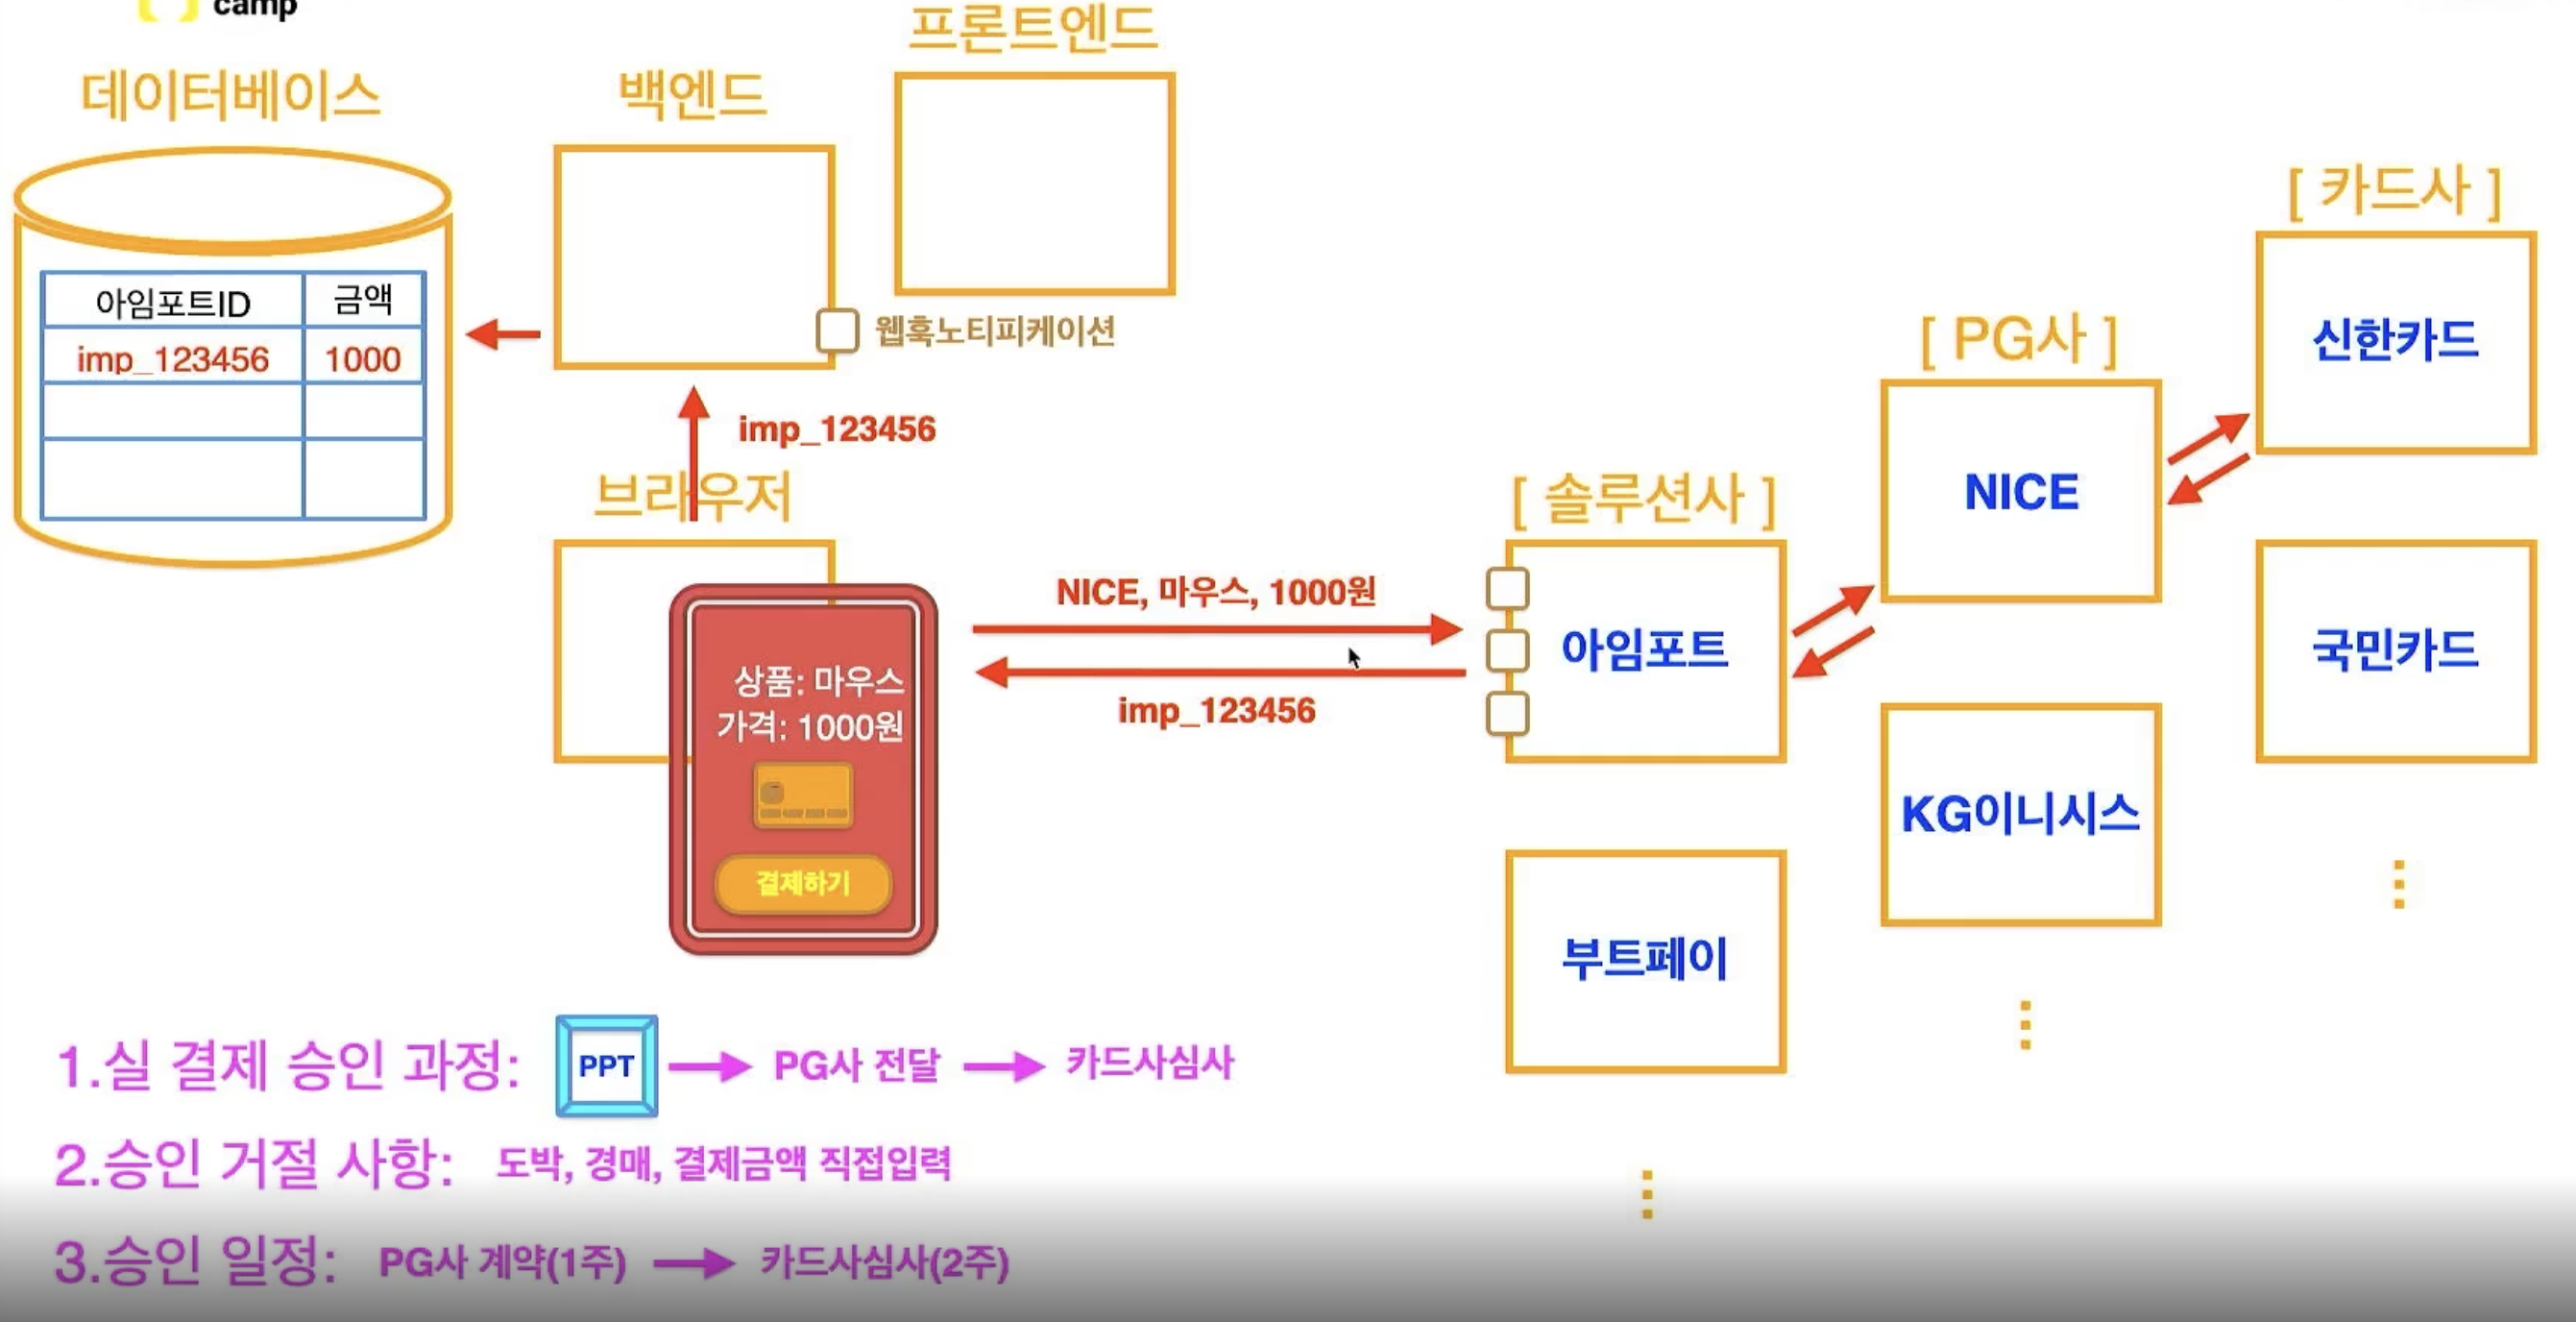 camp
프론트엔드
데이터베이스
백엔드
[ 카드사 ]
아임포트ID 금액
imp_123456 1000
웹훅노티피케이션
신한카드
[ PG사 ]
imp_123456
브라우저
[ 솔루션사 ]
NICE
NICE, 마우스, 1000원
아임포트
국민카드
상품: 마우스
가격: 1000원
imp_123456
KG이니시스
결제하기
부트페이
1.실 결제 승인 과정: PPT PG사 전달 카드사심사
2.승인 거절 사항: 도박, 경매, 결제금액 직접입력
3.승인 일정: PG사 계약(1주) 카드사심사(2주)